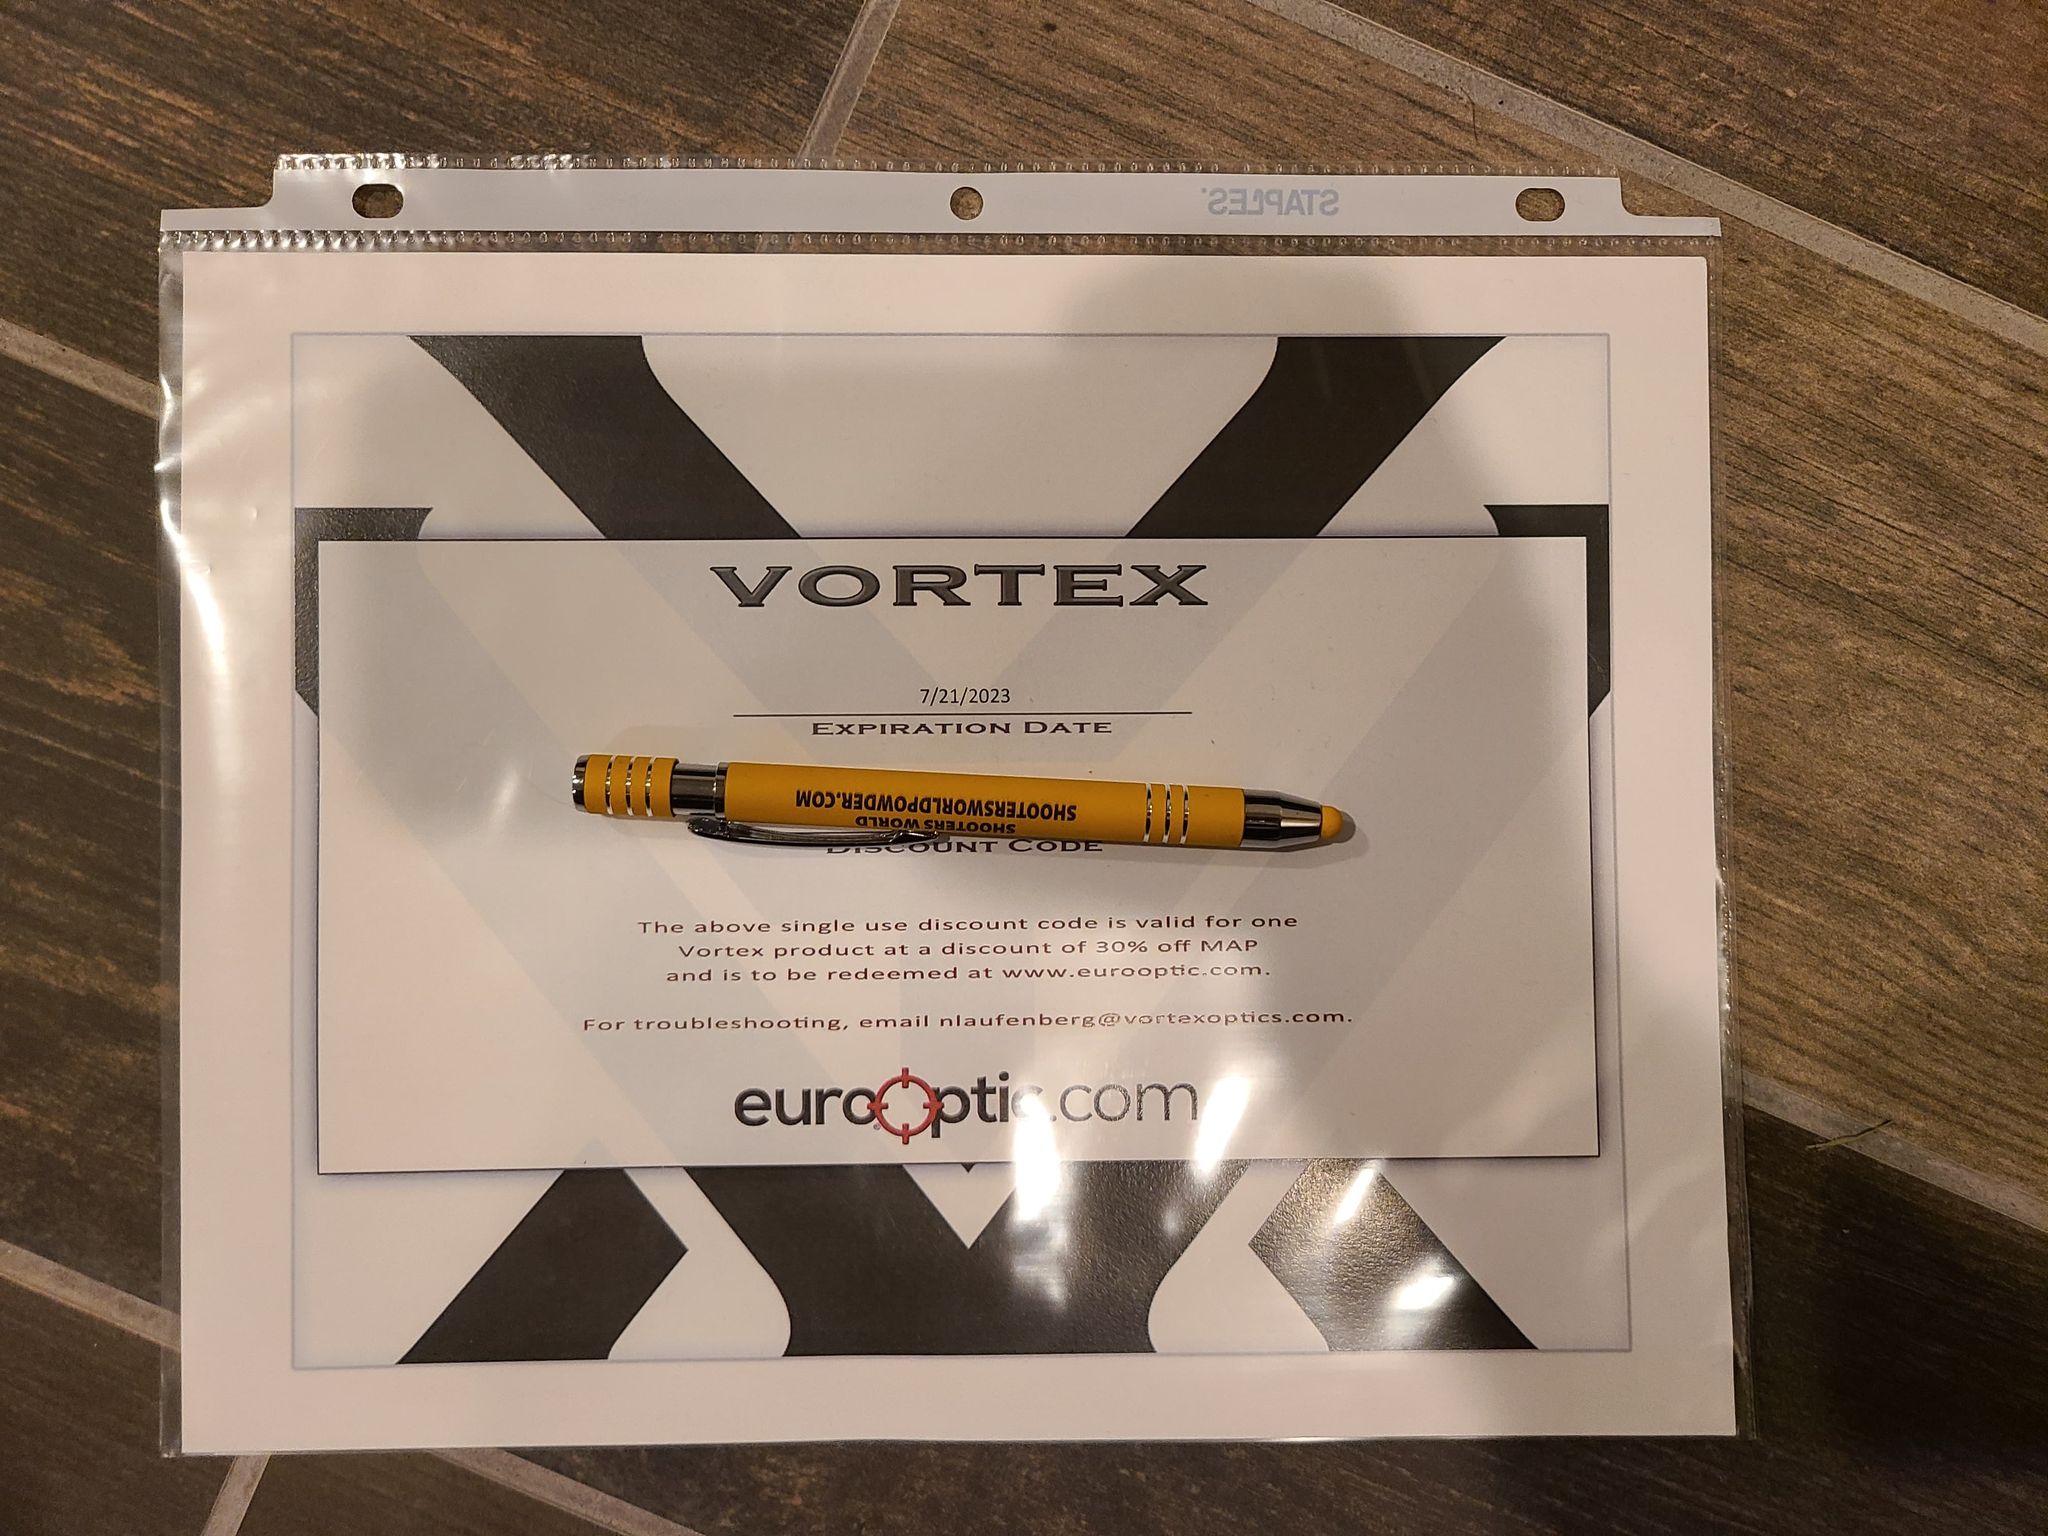 STAPLES
VORTEX
7/21/2023
EXPIRATION DATE
SHOOTERS WORLD
SHOOTERSWORLDPOWDER.COM
DISCOUNT CODE
The above single use discount code is valid for one
Vortex product at a discount of 30% off MAP
and is to be redeemed at www.eurooptic.com.
For troubleshooting, email nlaufenberg@vortexoptics.com.
eurooptic.com